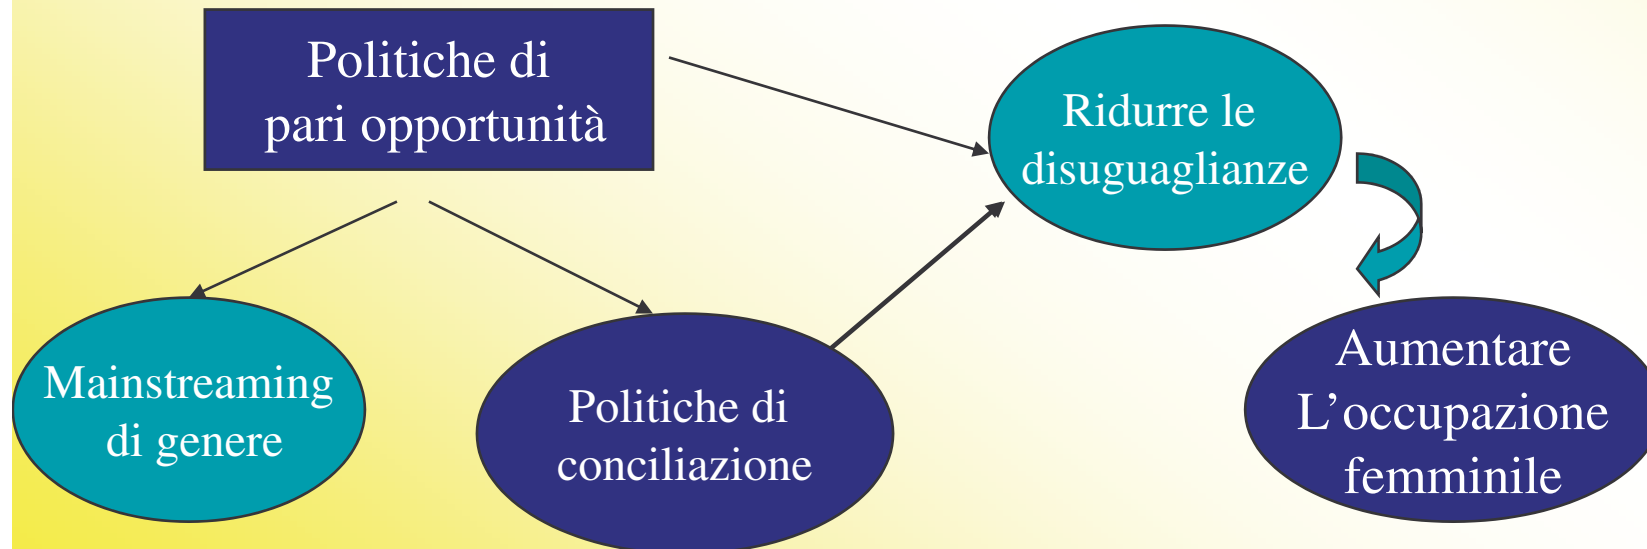 Politiche di
pari opportunità
Ridurre le
disuguaglianze
Mainstreaming
di genere
Politiche di
conciliazione
Aumentare
L’occupazione
femminile